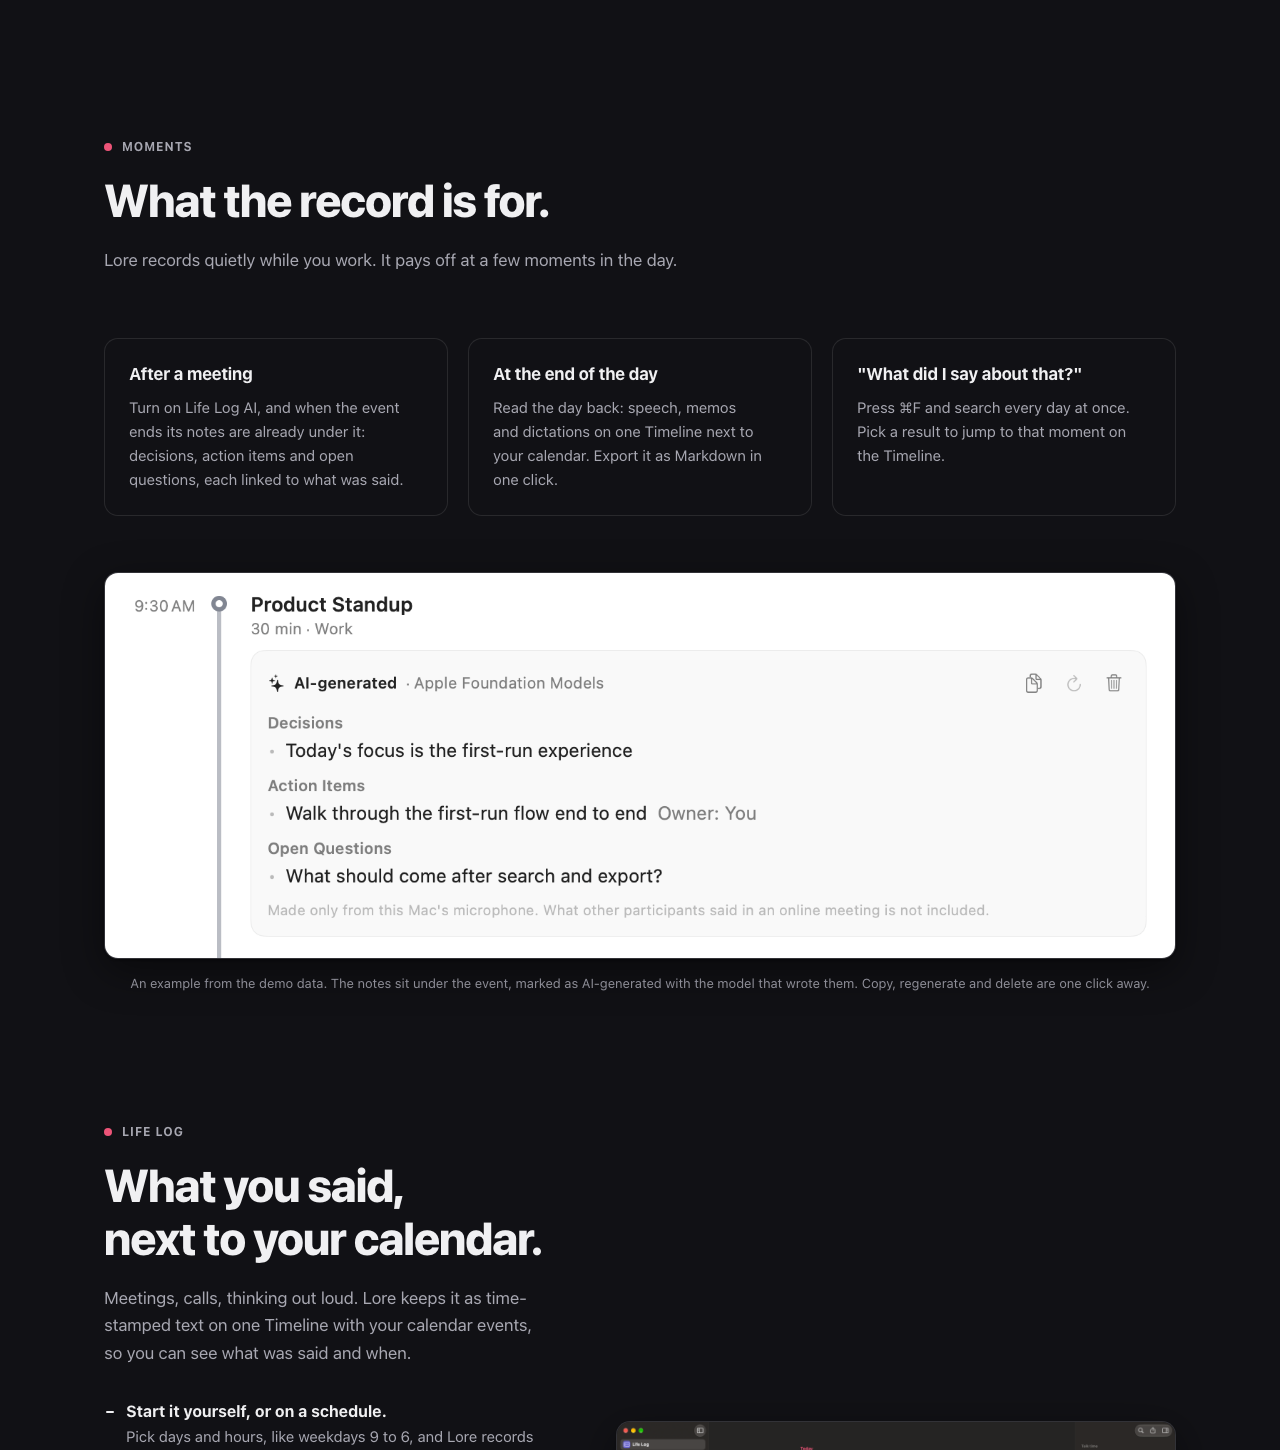 MOMENTS
What the record is for.
Lore records quietly while you work. It pays off at a few moments in the day.
After a meeting
Turn on Life Log AI, and when the event
ends its notes are already under it:
decisions, action items and open
questions, each linked to what was said.
At the end of the day
Read the day back: speech, memos
and dictations on one Timeline next to
your calendar. Export it as Markdown in
one click.
"What did I say about that?"
Press ⌘F and search every day at once.
Pick a result to jump to that moment on
the Timeline.
9:30 AM
Product Standup
30 min · Work
AI-generated · Apple Foundation Models
Decisions
• Today's focus is the first-run experience
Action Items
• Walk through the first-run flow end to end Owner: You
Open Questions
• What should come after search and export?
Made only from this Mac's microphone. What other participants said in an online meeting is not included.
An example from the demo data. The notes sit under the event, marked as AI-generated with the model that wrote them. Copy, regenerate and delete are one click away.
LIFE LOG
What you said,
next to your calendar.
Meetings, calls, thinking out loud. Lore keeps it as time-
stamped text on one Timeline with your calendar events,
so you can see what was said and when.
– Start it yourself, or on a schedule.
Pick days and hours, like weekdays 9 to 6, and Lore records
Life Log
Today